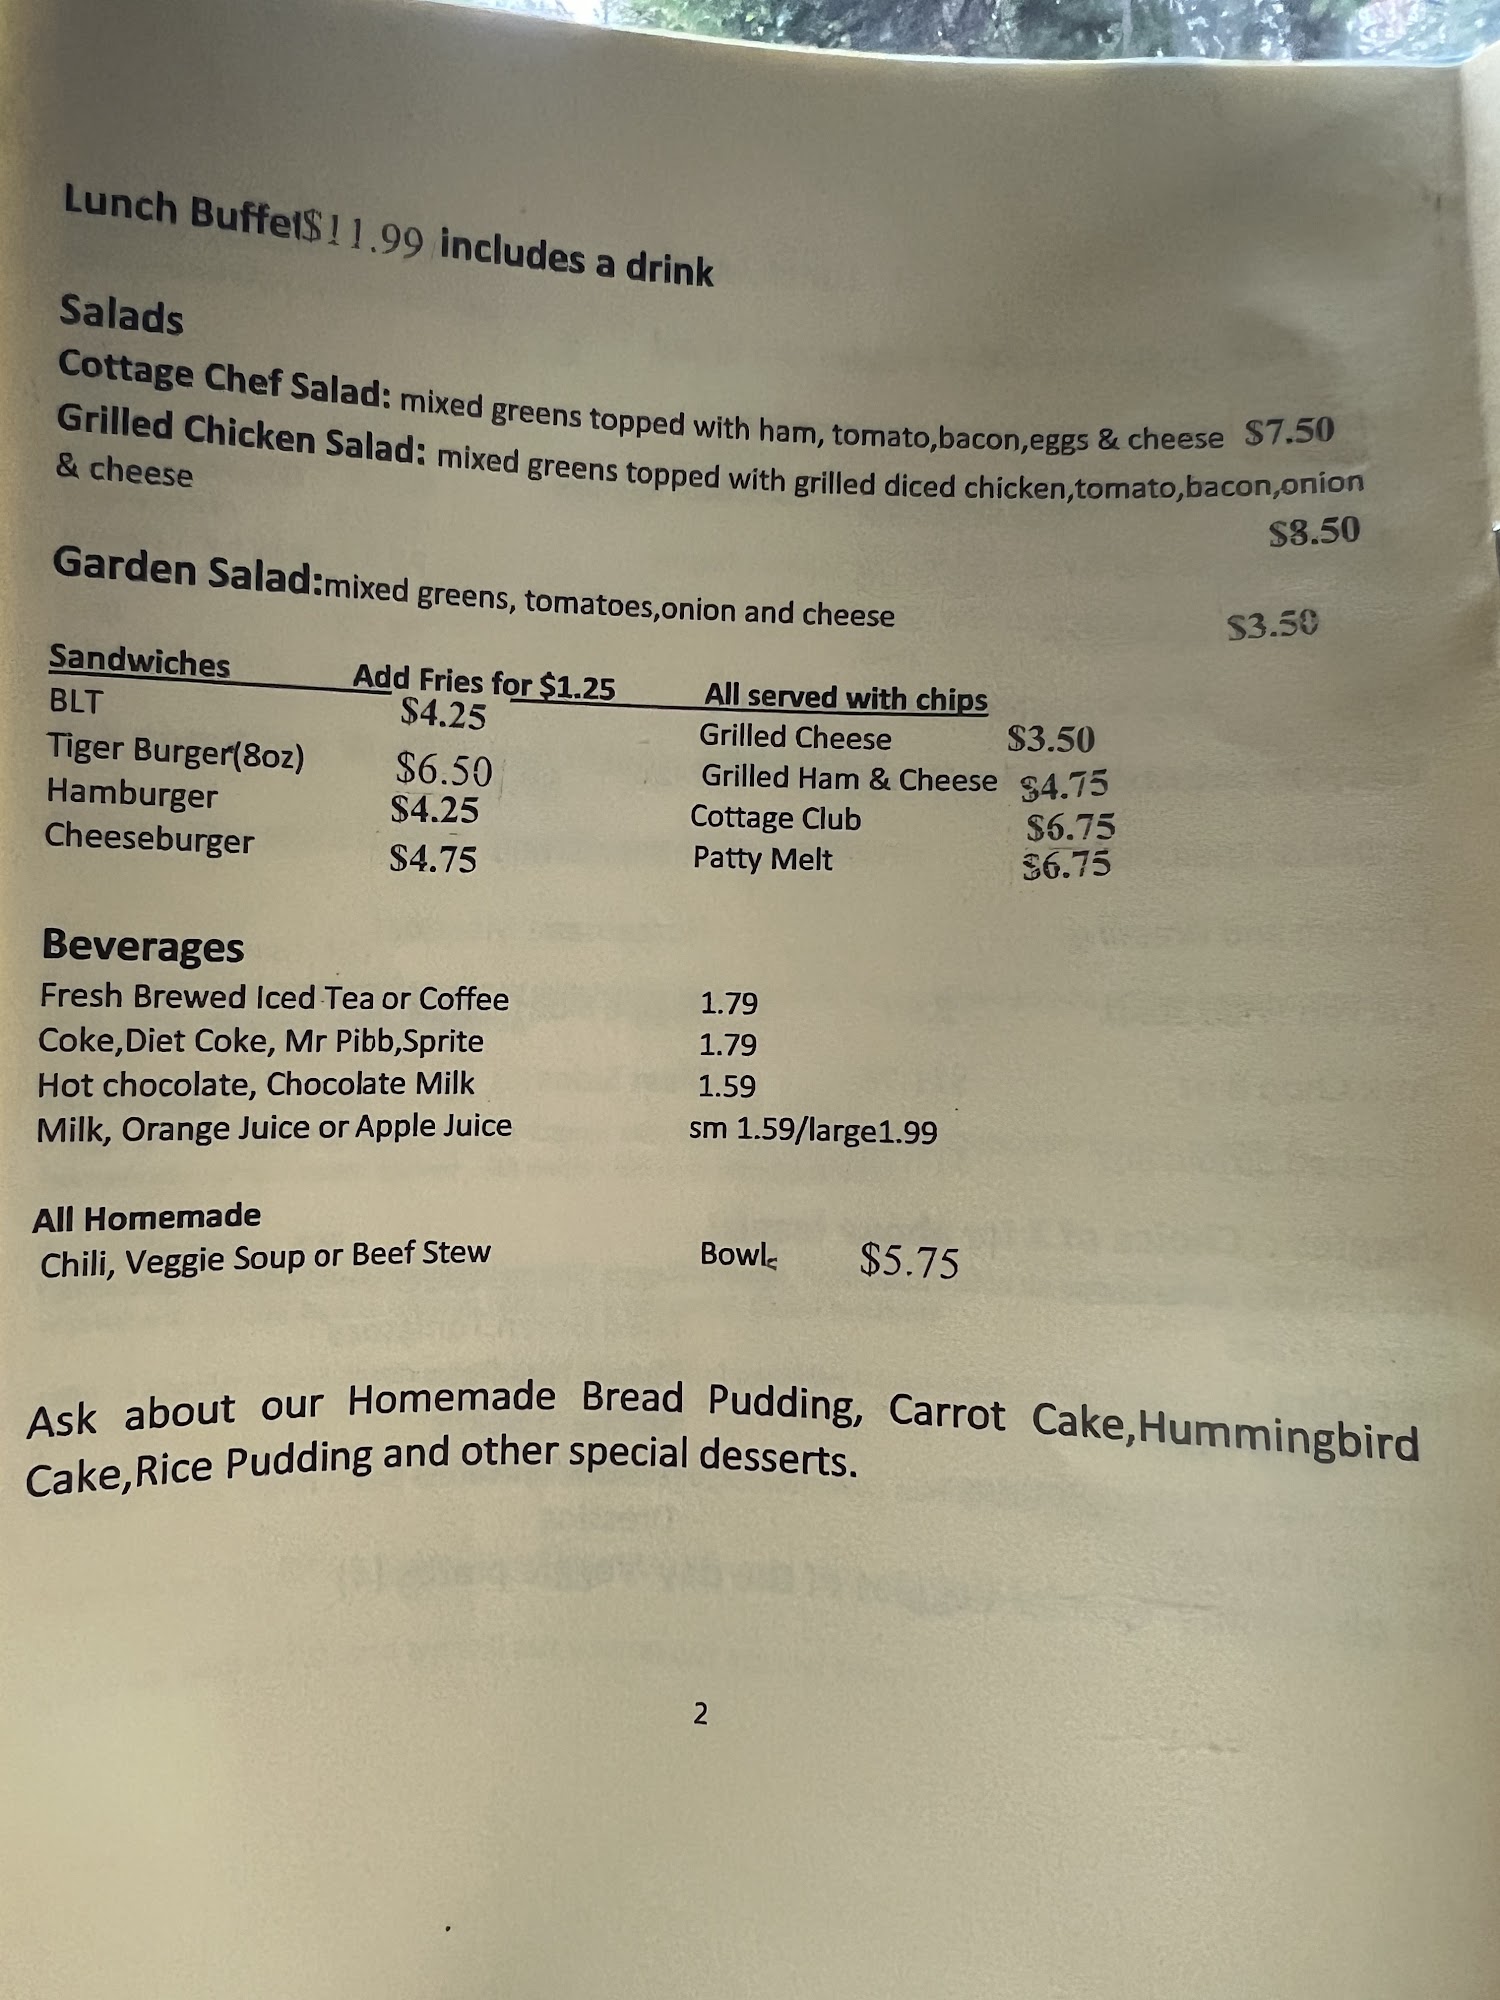 Lunch Buffet $11.99 includes a drink
Salads
Cottage Chef Salad: mixed greens topped with ham, tomato,bacon,eggs & cheese $7.50
Grilled Chicken Salad: mixed greens topped with grilled diced chicken,tomato,bacon,onion
& cheese
$8.50
Garden Salad:mixed greens, tomatoes,onion and cheese $3.50
Sandwiches Add Fries for $1.25 All served with chips
BLT $4.25 Grilled Cheese $3.50
Tiger Burger(8oz) $6.50 Grilled Ham & Cheese $4.75
Hamburger $4.25 Cottage Club $6.75
Cheeseburger $4.75 Patty Melt $6.75
Beverages
Fresh Brewed Iced Tea or Coffee 1.79
Coke,Diet Coke, Mr Pibb,Sprite 1.79
Hot chocolate, Chocolate Milk 1.59
Milk, Orange Juice or Apple Juice sm 1.59/large1.99
All Homemade
Chili, Veggie Soup or Beef Stew Bowl $5.75
Ask about our Homemade Bread Pudding, Carrot Cake,Hummingbird
Cake,Rice Pudding and other special desserts.
2